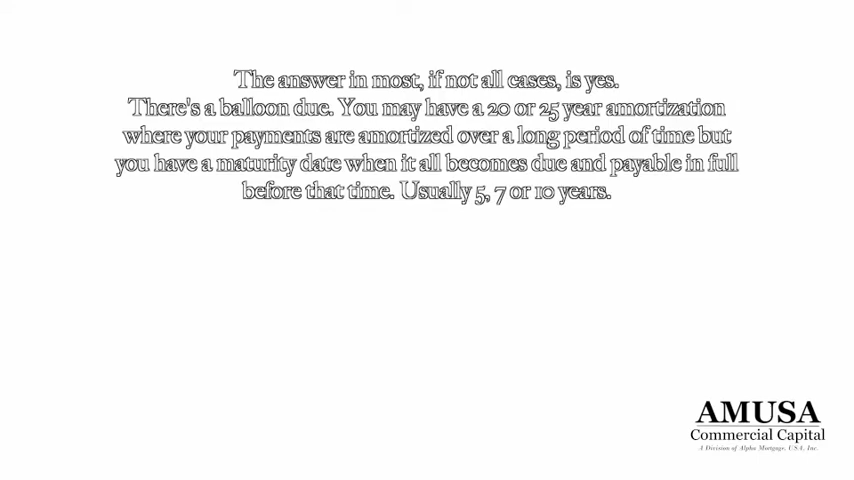 The answer in most, if not all cases, is yes.
There's a balloon due. You may have a 20 or 25 year amortization
where your payments are amortized over a long period of time but
you have a maturity date when it all becomes due and payable in full
before that time. Usually 5, 7 or 10 years.
AMUSA
Commercial Capital
A Division of Alpha Mortgage, USA, Inc.